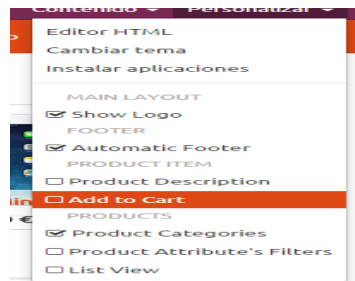 Contenido Personalizar
Editor HTML
Cambiar tema
Instalar aplicaciones
MAIN LAYOUT
Show Logo
FOOTER
Automatic Footer
PRODUCT ITEM
Product Description
Add to Cart
PRODUCTS
Product Categories
Product Attribute's Filters
List View